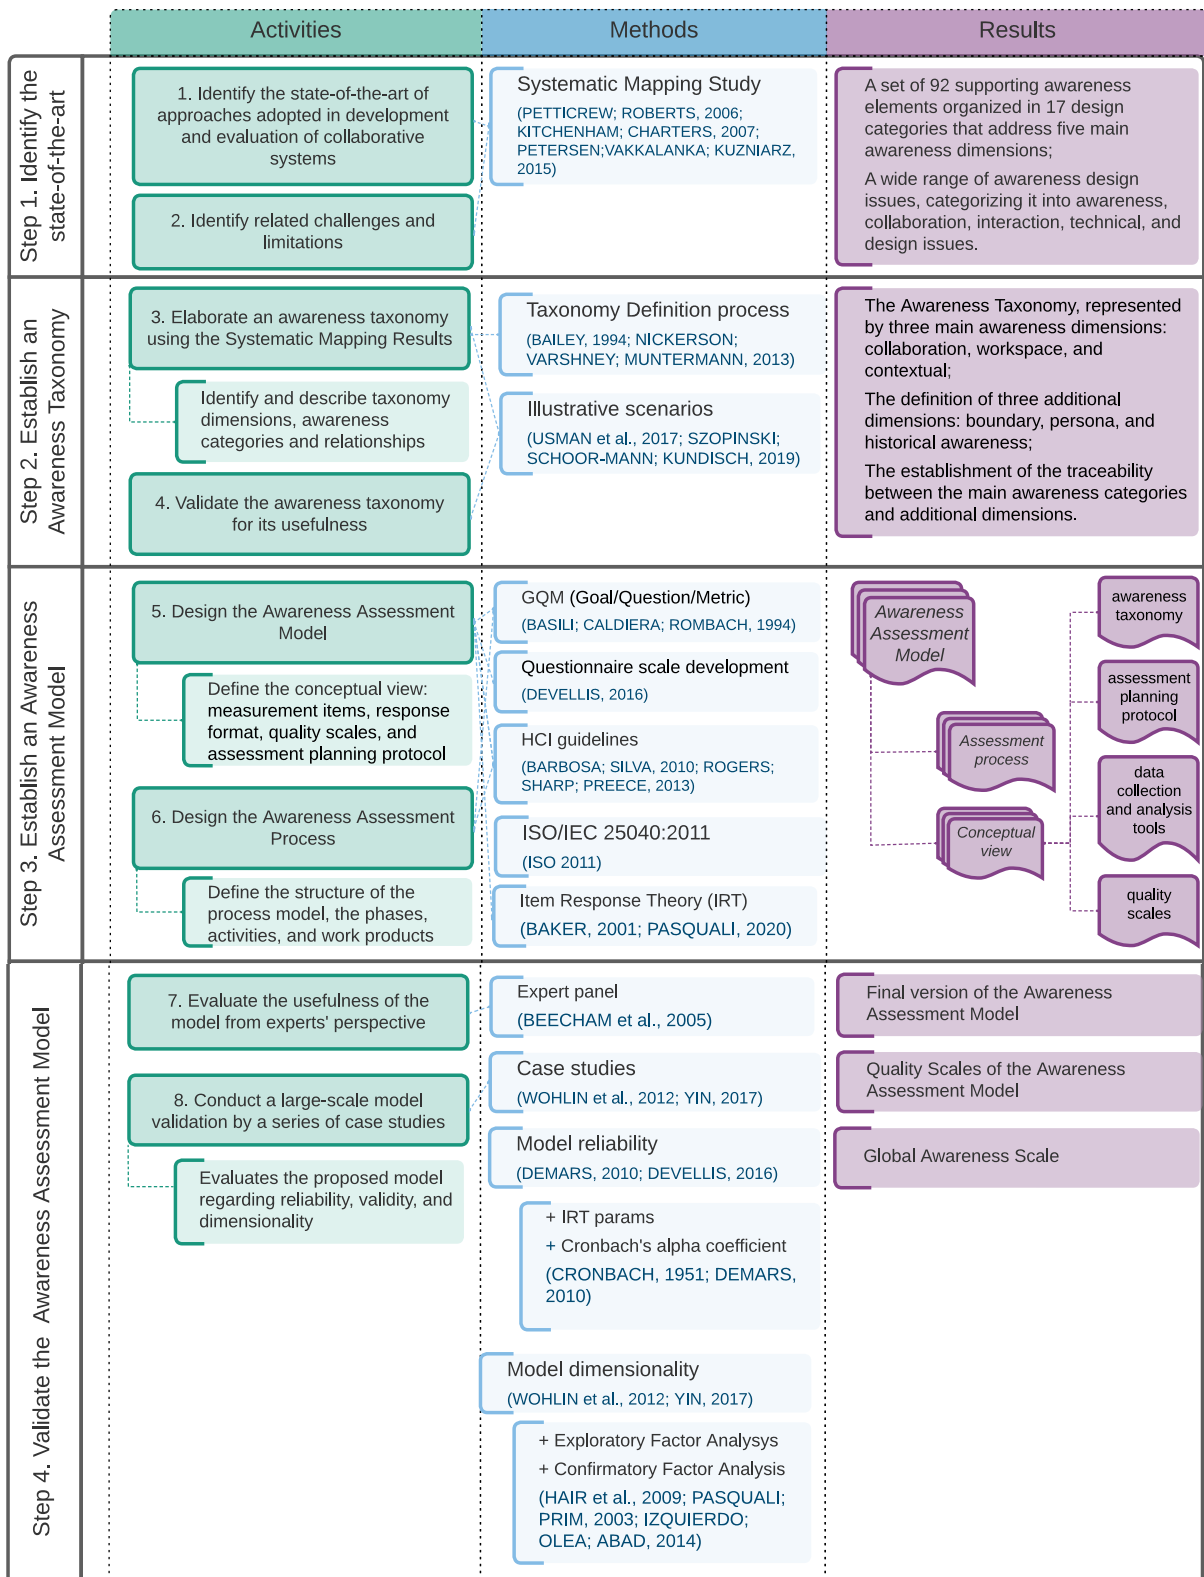 Activities
Methods
Results
Step 1. Identify the
state-of-the-art
1. Identify the state-of-the-art of
approaches adopted in development
and evaluation of collaborative
systems
2. Identify related challenges and
limitations
Systematic Mapping Study
(PETTICREW; ROBERTS, 2006;
KITCHENHAM; CHARTERS, 2007;
PETERSEN;VAKKALANKA; KUZNIARZ,
2015)
A set of 92 supporting awareness
elements organized in 17 design
categories that address five main
awareness dimensions;
A wide range of awareness design
issues, categorizing it into awareness,
collaboration, interaction, technical, and
design issues.
Step 2. Establish an
Awareness Taxonomy
3. Elaborate an awareness taxonomy
using the Systematic Mapping Results
Identify and describe taxonomy
dimensions, awareness
categories and relationships
4. Validate the awareness taxonomy
for its usefulness
Taxonomy Definition process
(BAILEY, 1994; NICKERSON;
VARSHNEY; MUNTERMANN, 2013)
Illustrative scenarios
(USMAN et al., 2017; SZOPINSKI;
SCHOOR-MANN; KUNDISCH, 2019)
The Awareness Taxonomy, represented
by three main awareness dimensions:
collaboration, workspace, and
contextual;
The definition of three additional
dimensions: boundary, persona, and
historical awareness;
The establishment of the traceability
between the main awareness categories
and additional dimensions.
Step 3. Establish an Awareness
Assessment Model
5. Design the Awareness Assessment
Model
Define the conceptual view:
measurement items, response
format, quality scales, and
assessment planning protocol
6. Design the Awareness Assessment
Process
Define the structure of the
process model, the phases,
activities, and work products
GQM (Goal/Question/Metric)
(BASILI; CALDIERA; ROMBACH, 1994)
Questionnaire scale development
(DEVELLIS, 2016)
HCI guidelines
(BARBOSA; SILVA, 2010; ROGERS;
SHARP; PREECE, 2013)
ISO/IEC 25040:2011
(ISO 2011)
Item Response Theory (IRT)
(BAKER, 2001; PASQUALI, 2020)
Awareness
Assessment
Model
Assessment
process
Conceptual
view
awareness
taxonomy
assessment
planning
protocol
data
collection
and analysis
tools
quality
scales
Step 4. Validate the Awareness Assessment Model
7. Evaluate the usefulness of the
model from experts' perspective
8. Conduct a large-scale model
validation by a series of case studies
Evaluates the proposed model
regarding reliability, validity, and
dimensionality
Expert panel
(BEECHAM et al., 2005)
Case studies
(WOHLIN et al., 2012; YIN, 2017)
Model reliability
(DEMARS, 2010; DEVELLIS, 2016)
+ IRT params
+ Cronbach's alpha coefficient
(CRONBACH, 1951; DEMARS,
2010)
Model dimensionality
(WOHLIN et al., 2012; YIN, 2017)
+ Exploratory Factor Analysys
+ Confirmatory Factor Analysis
(HAIR et al., 2009; PASQUALI;
PRIM, 2003; IZQUIERDO;
OLEA; ABAD, 2014)
Final version of the Awareness
Assessment Model
Quality Scales of the Awareness
Assessment Model
Global Awareness Scale